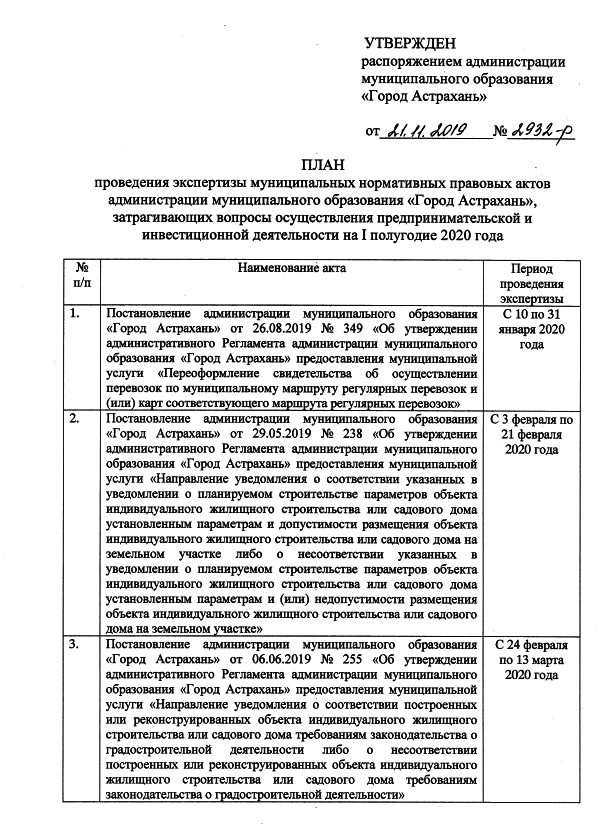 УТВЕРЖДЕН
распоряжением администрации
муниципального образования
«Город Астрахань»
от 21.11.2019 № 2932-р
ПЛАН
проведения экспертизы муниципальных нормативных правовых актов
администрации муниципального образования «Город Астрахань»,
затрагивающих вопросы осуществления предпринимательской и
инвестиционной деятельности на I полугодие 2020 года
№
п/п
Наименование акта
Период
проведения
экспертизы
1.
Постановление администрации муниципального образования
«Город Астрахань» от 26.08.2019 № 349 «Об утверждении
административного Регламента администрации муниципального
образования «Город Астрахань» предоставления муниципальной
услуги «Переоформление свидетельства об осуществлении
перевозок по муниципальному маршруту регулярных перевозок и
(или) карт соответствующего маршрута регулярных перевозок»
С 10 по 31
января 2020
года
2.
Постановление администрации муниципального образования
«Город Астрахань» от 29.05.2019 № 238 «Об утверждении
административного Регламента администрации муниципального
образования «Город Астрахань» предоставления муниципальной
услуги «Направление уведомления о соответствии указанных в
уведомлении о планируемом строительстве параметров объекта
индивидуального жилищного строительства или садового дома
установленным параметрам и допустимости размещения объекта
индивидуального жилищного строительства или садового дома на
земельном участке либо о несоответствии указанных в
уведомлении о планируемом строительстве параметров объекта
индивидуального жилищного строительства или садового дома
установленным параметрам и (или) недопустимости размещения
объекта индивидуального жилищного строительства или садового
дома на земельном участке»
С 3 февраля по
21 февраля
2020 года
3.
Постановление администрации муниципального образования
«Город Астрахань» от 06.06.2019 № 255 «Об утверждении
административного Регламента администрации муниципального
образования «Город Астрахань» предоставления муниципальной
услуги «Направление уведомления о соответствии построенных
или реконструированных объекта индивидуального жилищного
строительства или садового дома требованиям законодательства о
градостроительной деятельности либо о несоответствии
построенных или реконструированных объекта индивидуального
жилищного строительства или садового дома требованиям
законодательства о градостроительной деятельности»
С 24 февраля
по 13 марта
2020 года